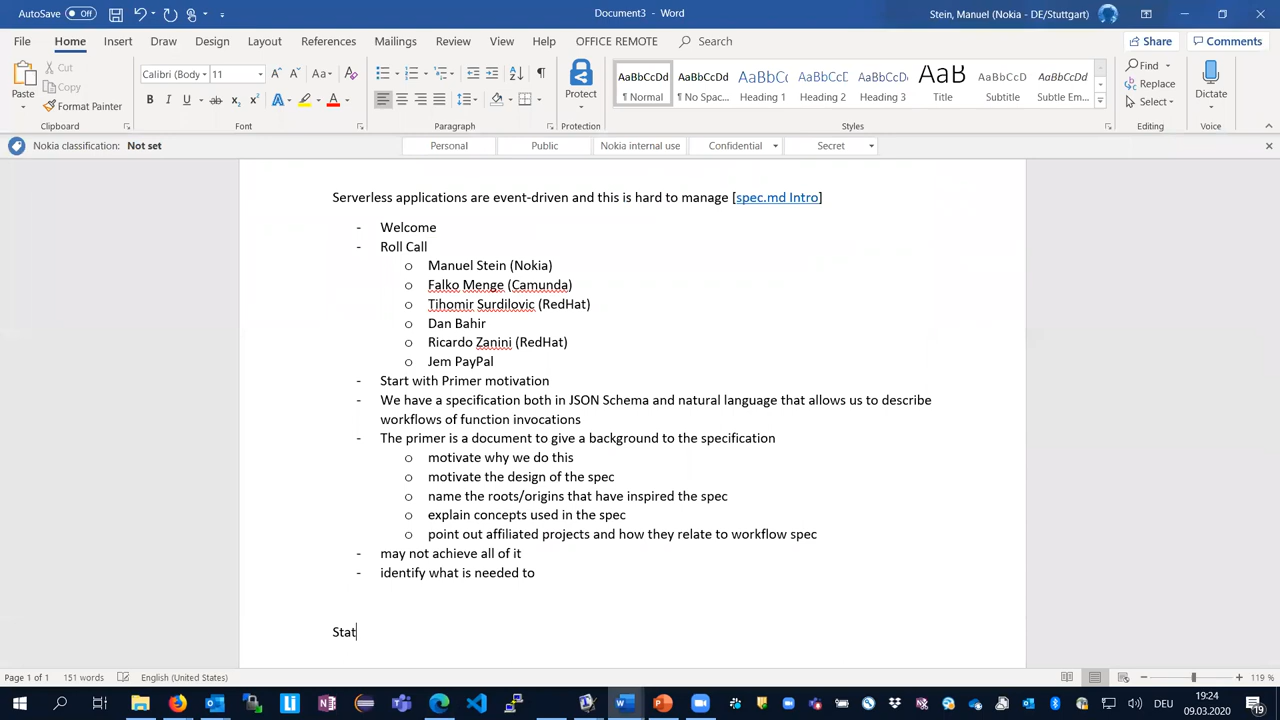 AutoSave Off Document3 - Word Stein, Manuel (Nokia - DE/Stuttgart)
File Home Insert Draw Design Layout References Mailings Review View Help OFFICE REMOTE Search Share Comments
Cut
Copy
Format Painter
Paste
Calibri (Body 11
B I U ab x₂ x² A A
Aa
Protect
AaBbCcDd AaBbCcDd AaBbC( AaBbCcE AaBbCcD AaB AaBbCcD AaBbCcDd
¶ Normal ¶ No Spac... Heading 1 Heading 2 Heading 3 Title Subtitle Subtle Em...
Find
Replace
Select
Dictate
Clipboard Font Paragraph Protection Styles Editing Voice
Nokia classification: Not set Personal Public Nokia internal use Confidential Secret
Serverless applications are event-driven and this is hard to manage [spec.md Intro]
- Welcome
- Roll Call
o Manuel Stein (Nokia)
o Falko Menge (Camunda)
o Tihomir Surdilovic (RedHat)
o Dan Bahir
o Ricardo Zanini (RedHat)
o Jem PayPal
- Start with Primer motivation
- We have a specification both in JSON Schema and natural language that allows us to describe
workflows of function invocations
- The primer is a document to give a background to the specification
o motivate why we do this
o motivate the design of the spec
o name the roots/origins that have inspired the spec
o explain concepts used in the spec
o point out affiliated projects and how they relate to workflow spec
- may not achieve all of it
- identify what is needed to
Stat
Page 1 of 1 151 words English (United States) 119 %
DEU 19:24
09.03.2020
19